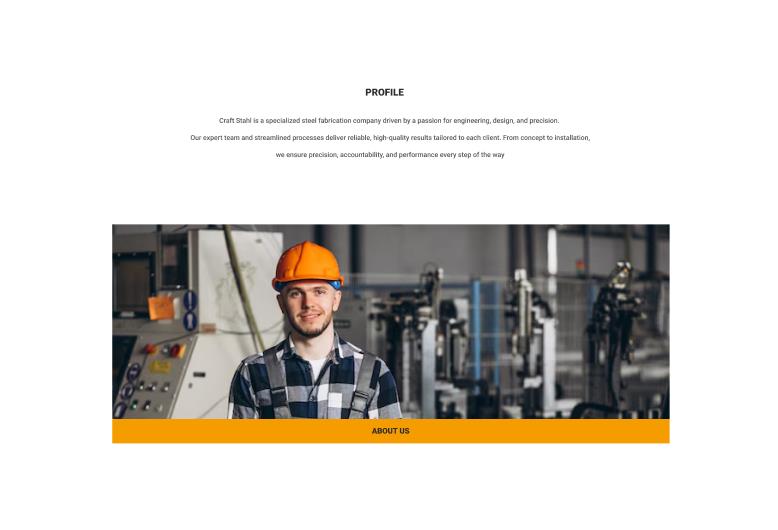 PROFILE
Craft Stahl is a specialized steel fabrication company driven by a passion for engineering, design, and precision.
Our expert team and streamlined processes deliver reliable, high-quality results tailored to each client. From concept to installation,
we ensure precision, accountability, and performance every step of the way
ABOUT US